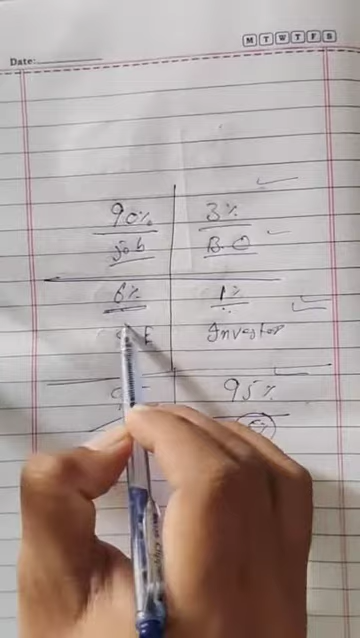 M T W T F S
Date:
90% 3%
job B.O
6% 1%
E Investor
95%